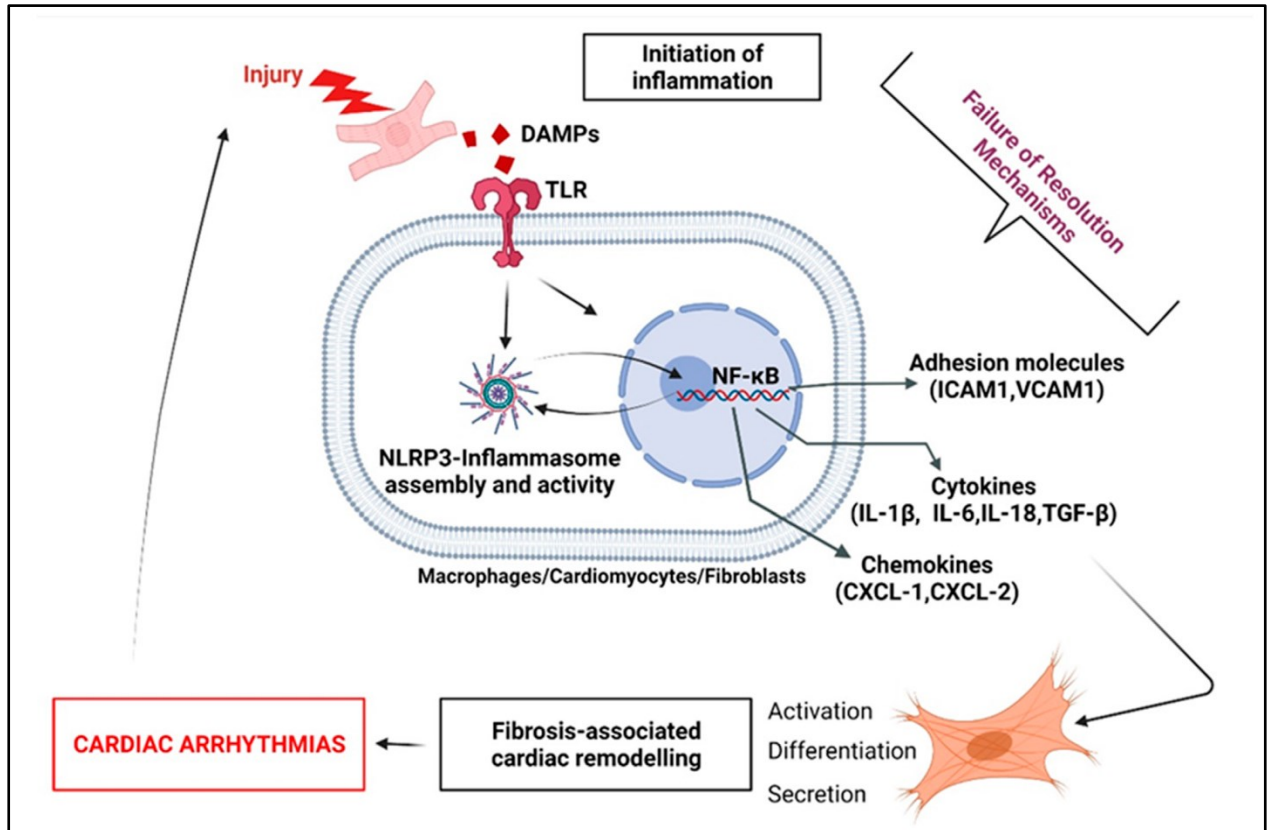 Initiation of
inflammation
Injury
DAMPs
TLR
Failure of Resolution
Mechanisms
NF-κB
Adhesion molecules
(ICAM1,VCAM1)
NLRP3-Inflammasome
assembly and activity
Cytokines
(IL-1β, IL-6,IL-18,TGF-β)
Chemokines
(CXCL-1,CXCL-2)
Macrophages/Cardiomyocytes/Fibroblasts
CARDIAC ARRHYTHMIAS
Fibrosis-associated
cardiac remodelling
Activation
Differentiation
Secretion